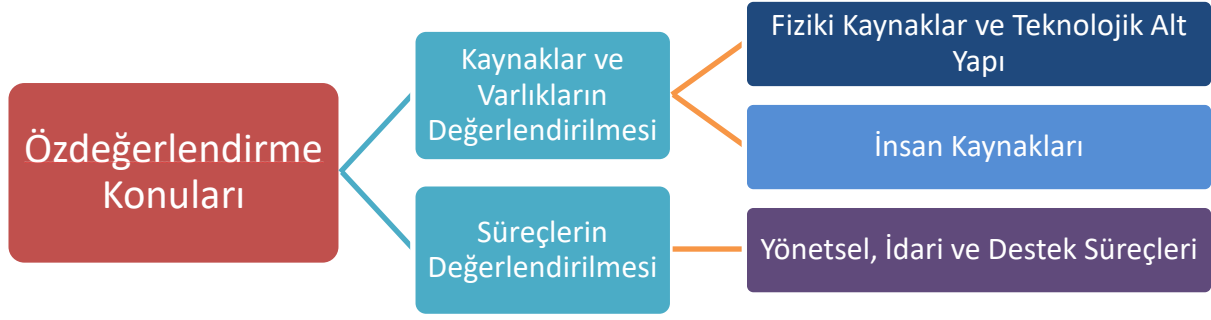 Özdeğerlendirme
Konuları
Kaynaklar ve
Varlıkların
Değerlendirilmesi
Fiziki Kaynaklar ve Teknolojik Alt
Yapı
İnsan Kaynakları
Süreçlerin
Değerlendirilmesi
Yönetsel, İdari ve Destek Süreçleri